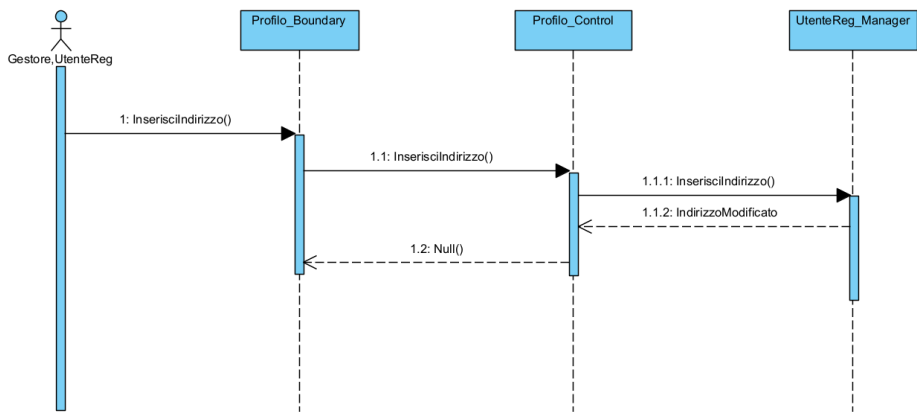 Profilo_Boundary
Profilo_Control
UtenteReg_Manager
Gestore,UtenteReg
1: InserisciIndirizzo()
1.1: InserisciIndirizzo()
1.1.1: InserisciIndirizzo()
1.1.2: IndirizzoModificato
1.2: Null()